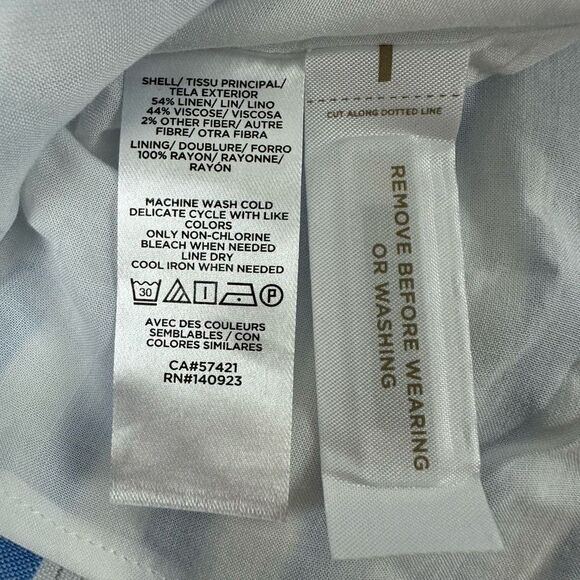 SHELL/ TISSU PRINCIPAL/
TELA EXTERIOR
54% LINEN/ LIN/ LINO
44% VISCOSE/ VISCOSA
2% OTHER FIBER/ AUTRE
FIBRE/ OTRA FIBRA
LINING/ DOUBLURE/ FORRO
100% RAYON/ RAYONNE/
RAYÓN
MACHINE WASH COLD
DELICATE CYCLE WITH LIKE
COLORS
ONLY NON-CHLORINE
BLEACH WHEN NEEDED
LINE DRY
COOL IRON WHEN NEEDED
30 P
AVEC DES COULEURS
SEMBLABLES / CON
COLORES SIMILARES
CA#57421
RN#140923
CUT ALONG DOTTED LINE
REMOVE BEFORE WEARING
OR WASHING